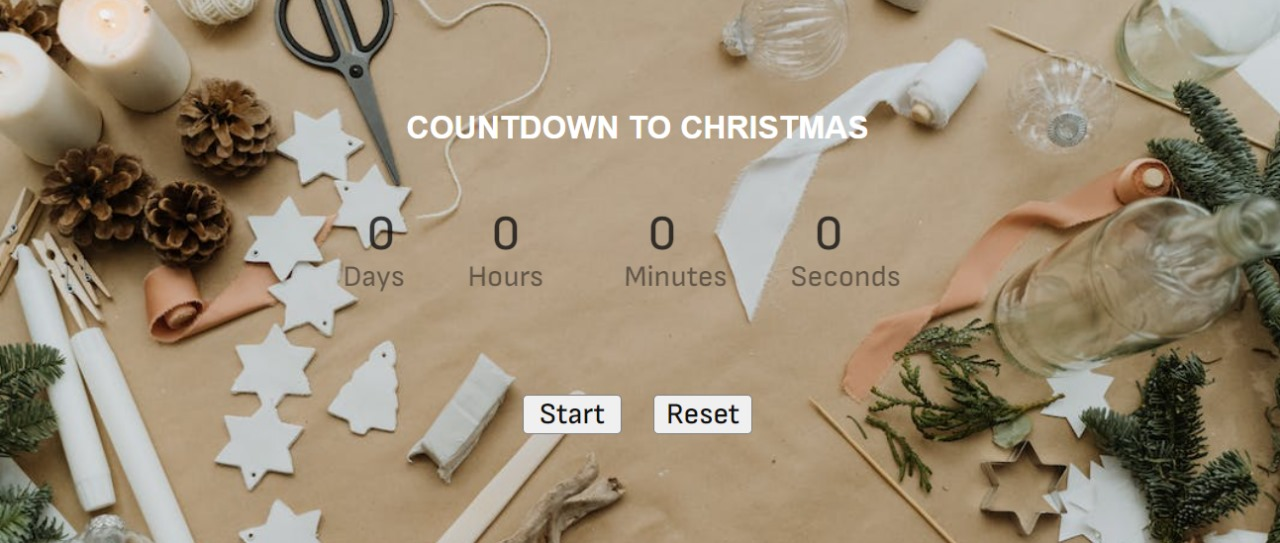 COUNTDOWN TO CHRISTMAS
0 0 0 0
Days Hours Minutes Seconds
Start Reset